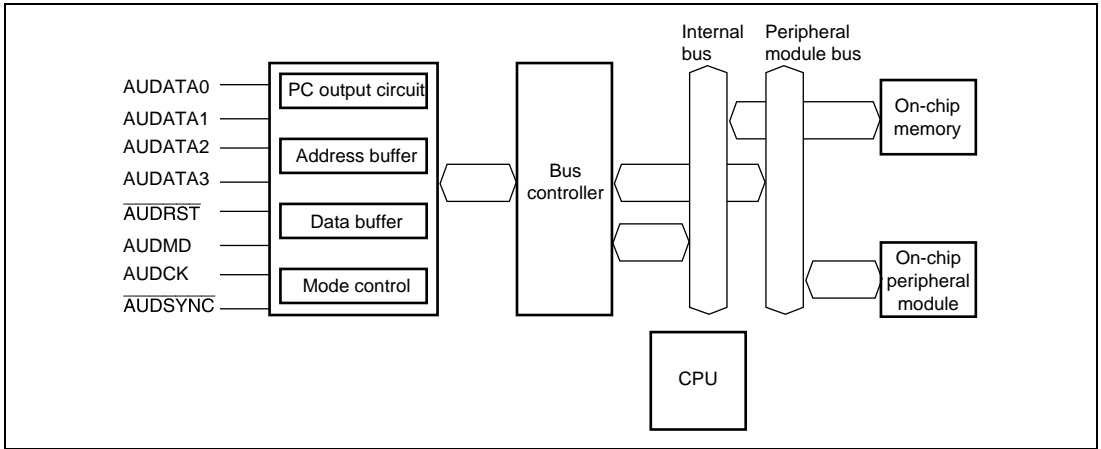 Internal
bus
Peripheral
module bus
AUDATA0
AUDATA1
AUDATA2
AUDATA3
AUDRST
AUDMD
AUDCK
AUDSYNC
PC output circuit
Address buffer
Data buffer
Mode control
Bus
controller
On-chip
memory
On-chip
peripheral
module
CPU